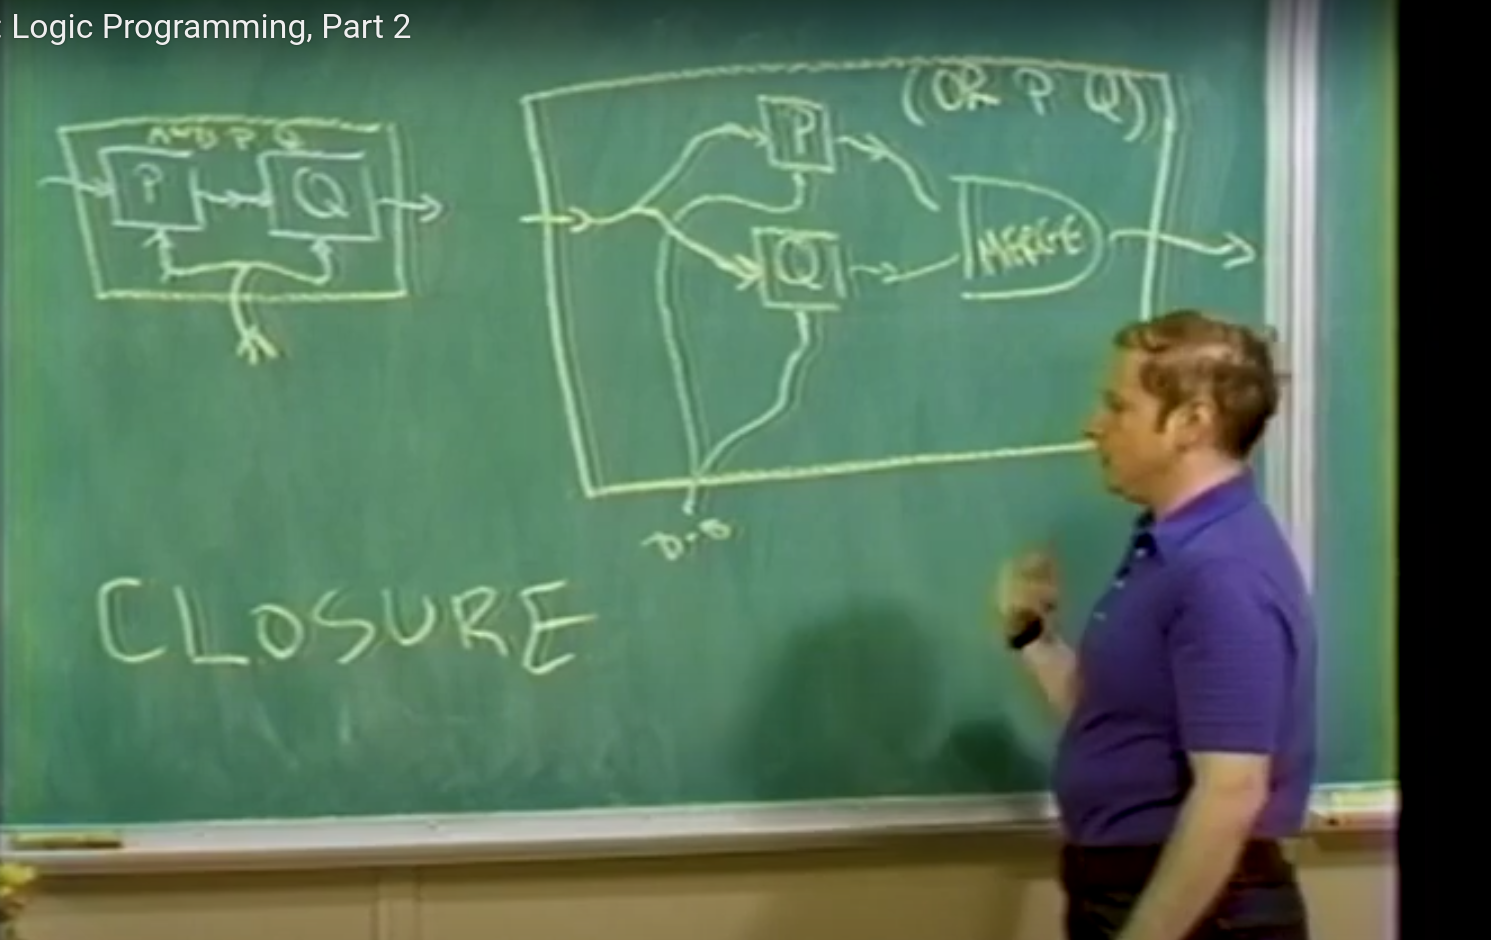 : Logic Programming, Part 2
AND P Q
P
Q
(OR P Q)
P
Q
MERGE
D-B
CLOSURE